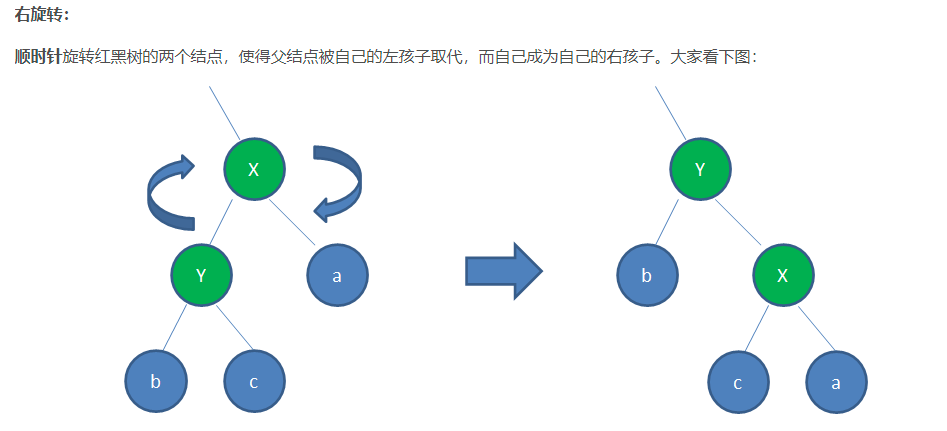 右旋转：
顺时针旋转红黑树的两个结点，使得父结点被自己的左孩子取代，而自己成为自己的右孩子。大家看下图：
X
Y
Y
a
b
X
b
c
c
a